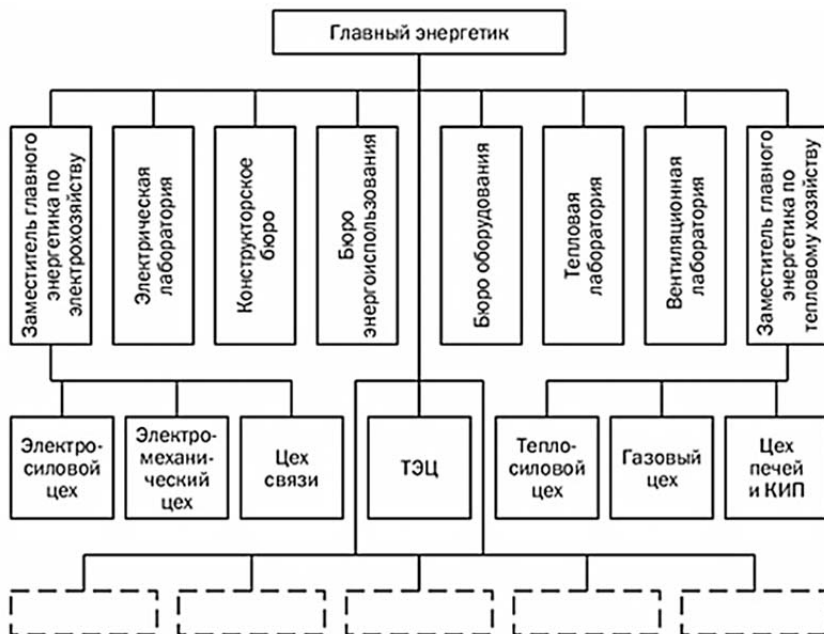 Главный энергетик
Заместитель главного
энергетика по
электрохозяйству
Электрическая
лаборатория
Конструкторское
бюро
Бюро
энергоиспользования
Бюро оборудования
Тепловая
лаборатория
Вентиляционная
лаборатория
Заместитель главного
энергетика по
тепловому хозяйству
Электро-
силовой
цех
Электро-
механи-
ческий
цех
Цех
связи
ТЭЦ
Тепло-
силовой
цех
Газовый
цех
Цех
печей
и КИП